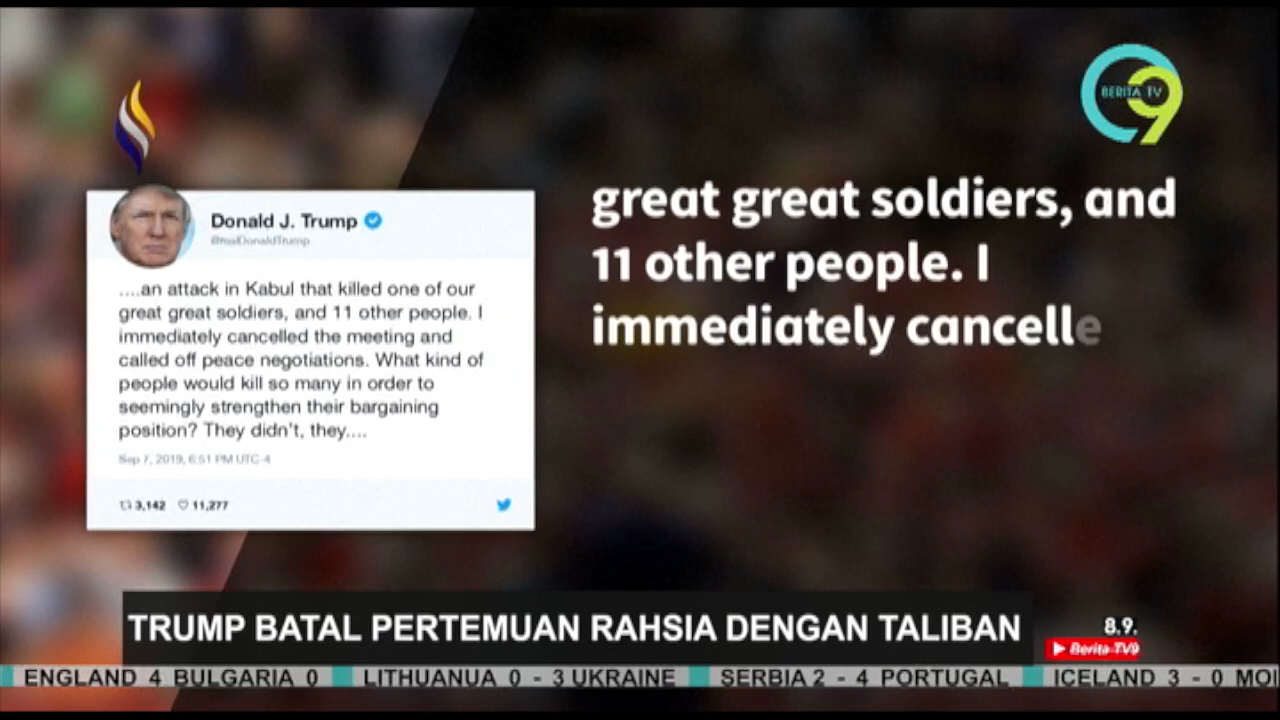 BERITA TV
9
Donald J. Trump
@realDonaldTrump
....an attack in Kabul that killed one of our
great great soldiers, and 11 other people. I
immediately cancelled the meeting and
called off peace negotiations. What kind of
people would kill so many in order to
seemingly strengthen their bargaining
position? They didn't, they....
Sep 7, 2019, 6:51 PM UTC-4
3,142 11,277
great great soldiers, and
11 other people. I
immediately cancelle
TRUMP BATAL PERTEMUAN RAHSIA DENGAN TALIBAN
8.9.
Berita TV9
ENGLAND 4 BULGARIA 0 LITHUANUA 0 - 3 UKRAINE SERBIA 2 - 4 PORTUGAL ICELAND 3 - 0 MOL